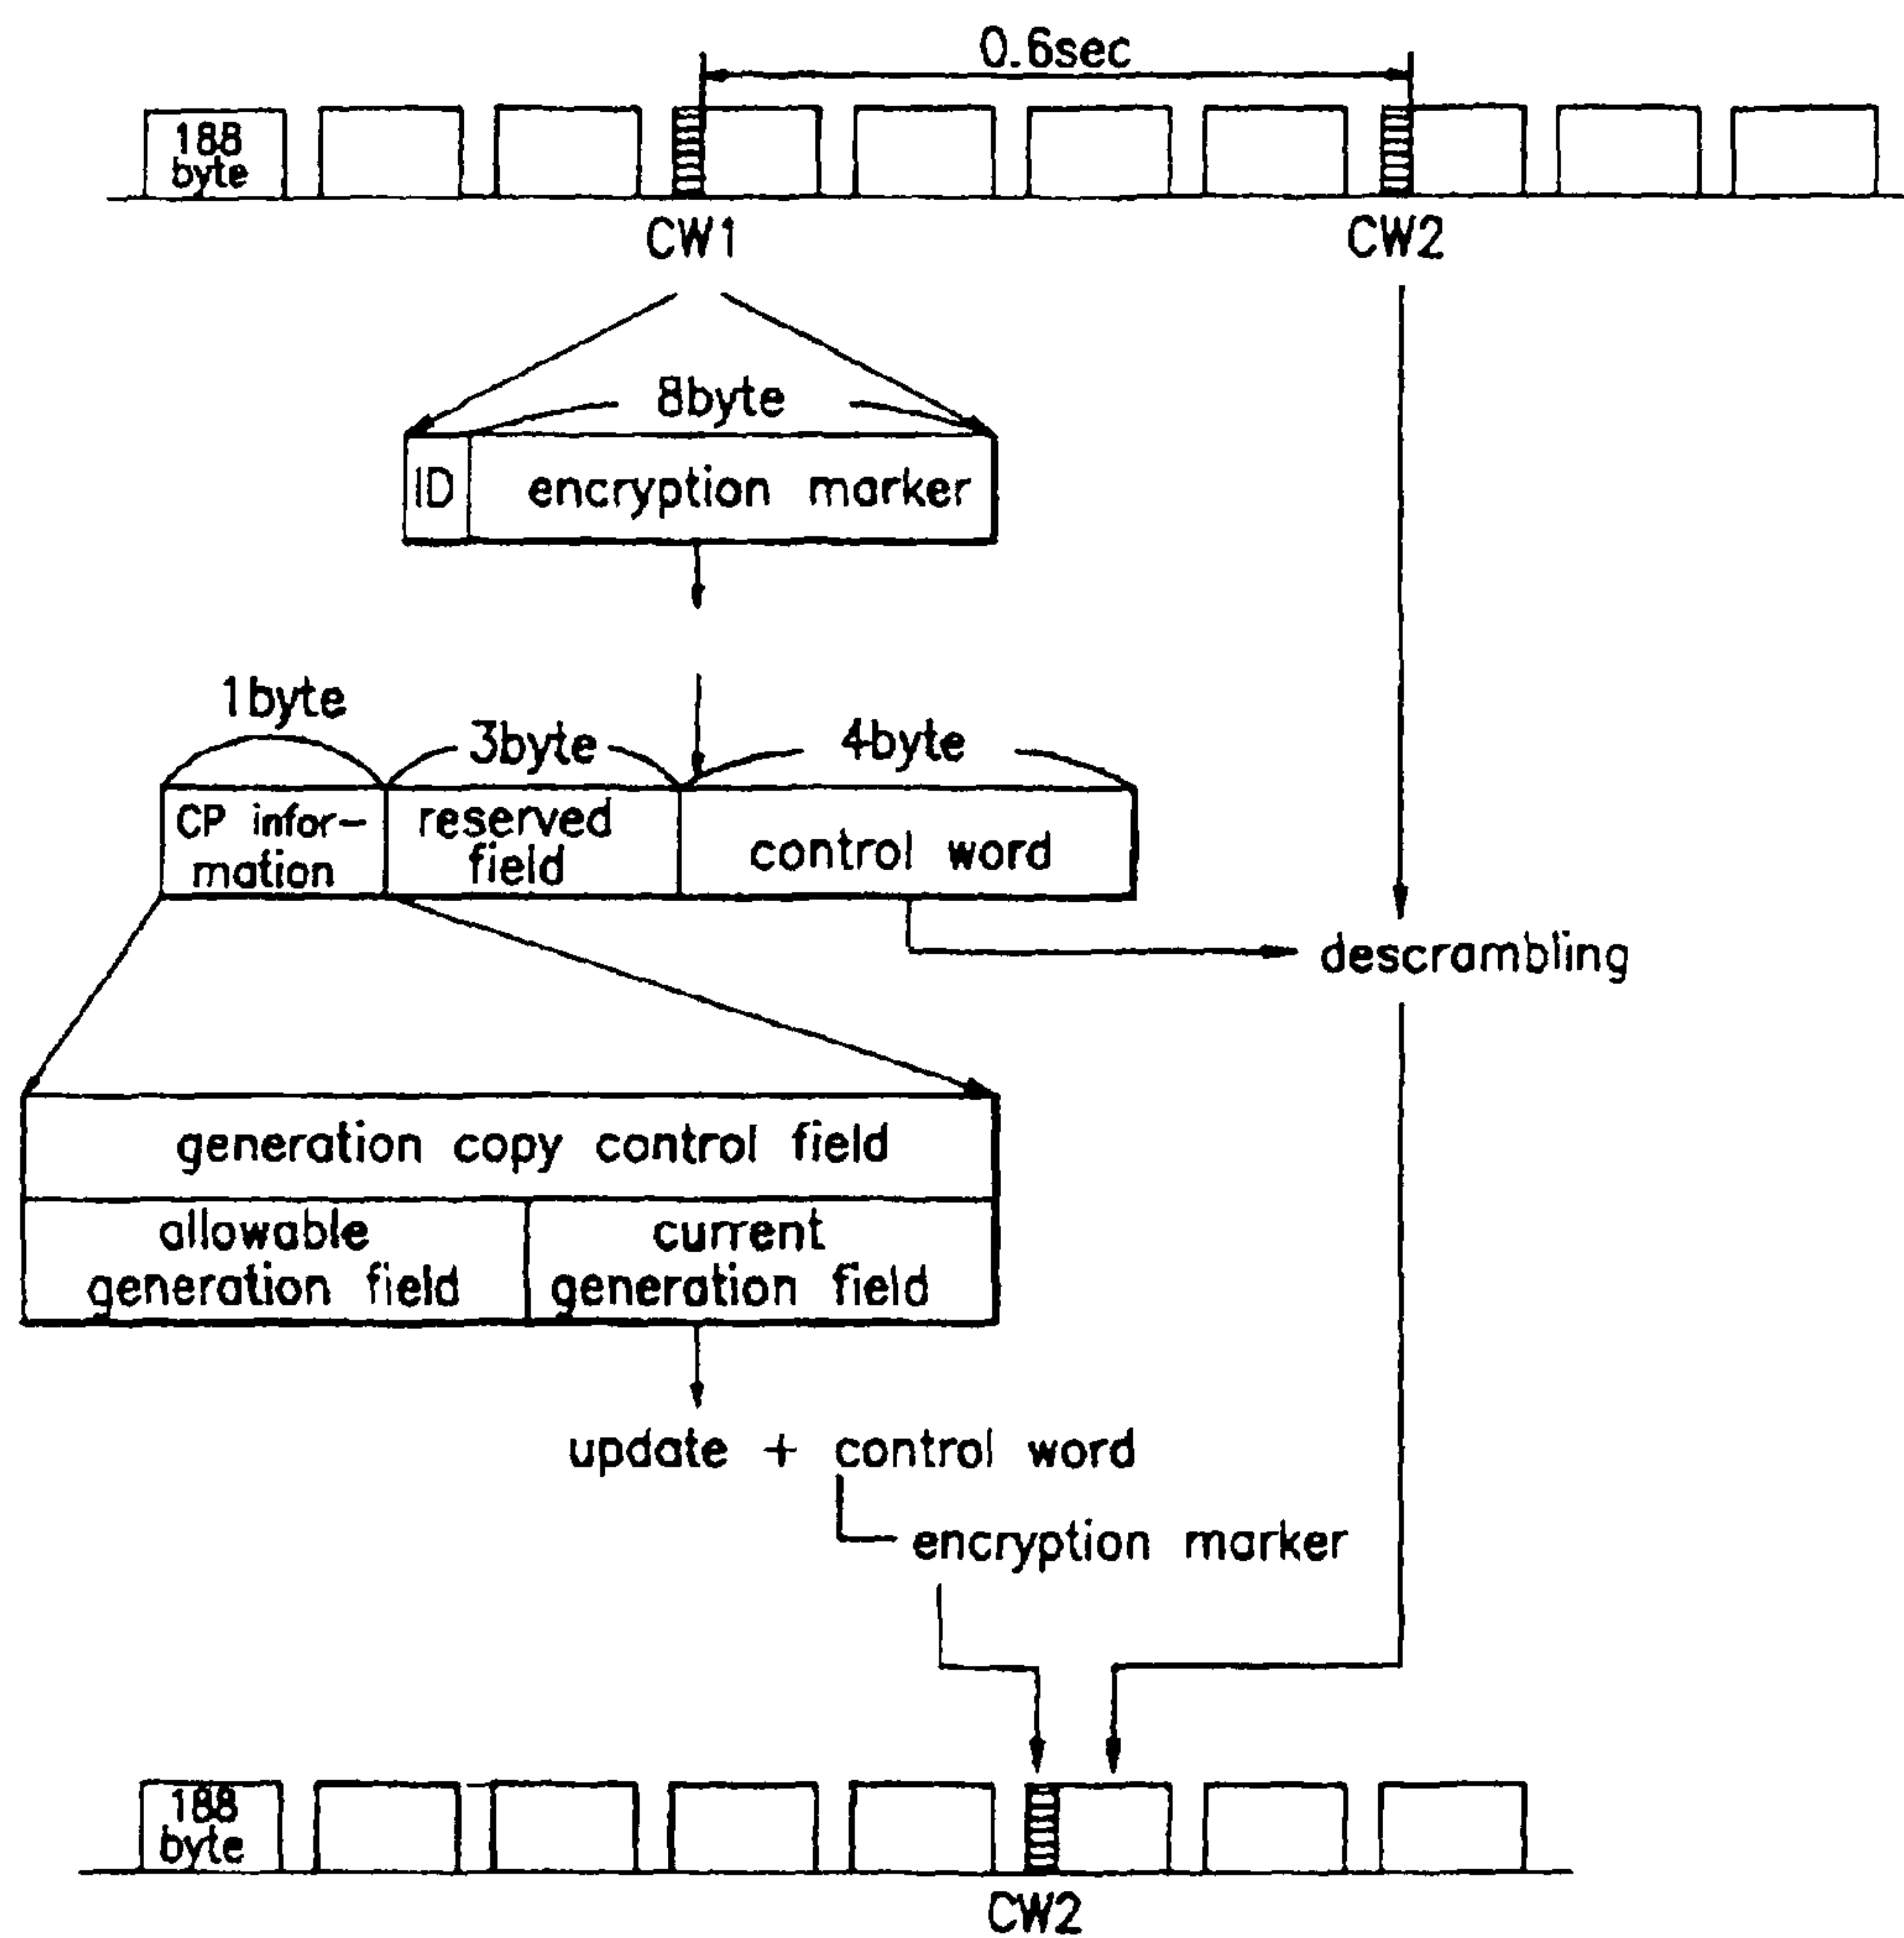 0.6sec
188
byte
CW1
CW2
8byte
ID
encryption marker
1byte
3byte
4byte
CP infor-
mation
reserved
field
control word
descrambling
generation copy control field
allowable
generation field
current
generation field
update + control word
encryption marker
188
byte
CW2